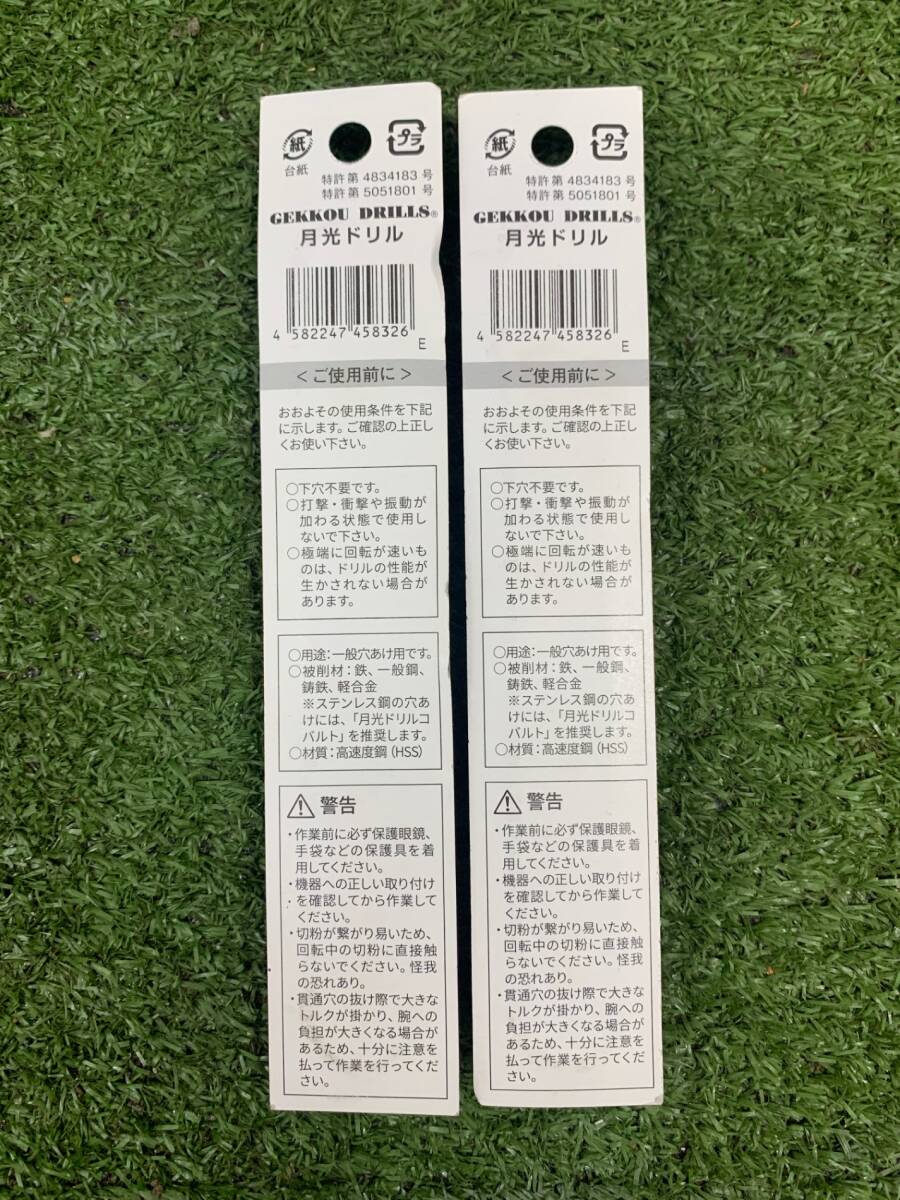 紙
プラ
台紙
特許第 4834183 号
特許第 5051801 号
GEKKOU DRILLS®
月光ドリル
4 582247 458326
E
＜ご使用前に＞
おおよその使用条件を下記
に示します。ご確認の上正し
くお使い下さい。
○下穴不要です。
○打撃・衝撃や振動が
加わる状態で使用し
ないで下さい。
○極端に回転が速いも
のは、ドリルの性能が
生かされない場合が
あります。
○用途：一般穴あけ用です。
○被削材：鉄、一般鋼、
鋳鉄、軽合金
※ステンレス鋼の穴あ
けには、「月光ドリルコ
バルト」を推奨します。
○材質：高速度鋼（HSS）
警告
・作業前に必ず保護眼鏡、
手袋などの保護具を着
用してください。
・機器への正しい取り付け
を確認してから作業して
ください。
・切粉が繋がり易いため、
回転中の切粉に直接触
らないでください。怪我
の恐れあり。
・貫通穴の抜け際で大きな
トルクが掛かり、腕への
負担が大きくなる場合が
あるため、十分に注意を
払って作業を行ってくだ
さい。
紙
プラ
台紙
特許第 4834183 号
特許第 5051801 号
GEKKOU DRILLS®
月光ドリル
4 582247 458326
E
＜ご使用前に＞
おおよその使用条件を下記
に示します。ご確認の上正し
くお使い下さい。
○下穴不要です。
○打撃・衝撃や振動が
加わる状態で使用し
ないで下さい。
○極端に回転が速いも
のは、ドリルの性能が
生かされない場合が
あります。
○用途：一般穴あけ用です。
○被削材：鉄、一般鋼、
鋳鉄、軽合金
※ステンレス鋼の穴あ
けには、「月光ドリルコ
バルト」を推奨します。
○材質：高速度鋼（HSS）
警告
・作業前に必ず保護眼鏡、
手袋などの保護具を着
用してください。
・機器への正しい取り付け
を確認してから作業して
ください。
・切粉が繋がり易いため、
回転中の切粉に直接触
らないでください。怪我
の恐れあり。
・貫通穴の抜け際で大きな
トルクが掛かり、腕への
負担が大きくなる場合が
あるため、十分に注意を
払って作業を行ってくだ
さい。